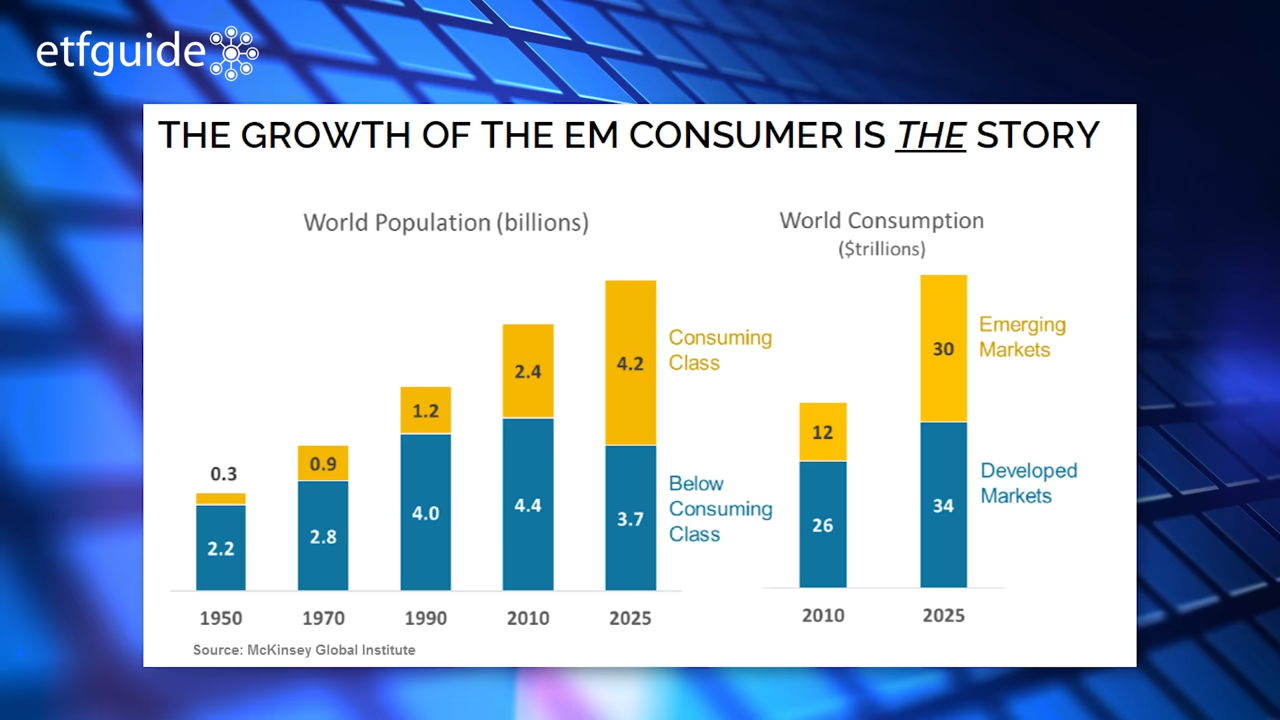 etfguide
THE GROWTH OF THE EM CONSUMER IS THE STORY
World Population (billions)
0.3
2.2
0.9
2.8
1.2
4.0
2.4
4.4
4.2
3.7
Consuming
Class
Below
Consuming
Class
1950 1970 1990 2010 2025
Source: McKinsey Global Institute
World Consumption
($trillions)
12
26
30
34
Emerging
Markets
Developed
Markets
2010 2025